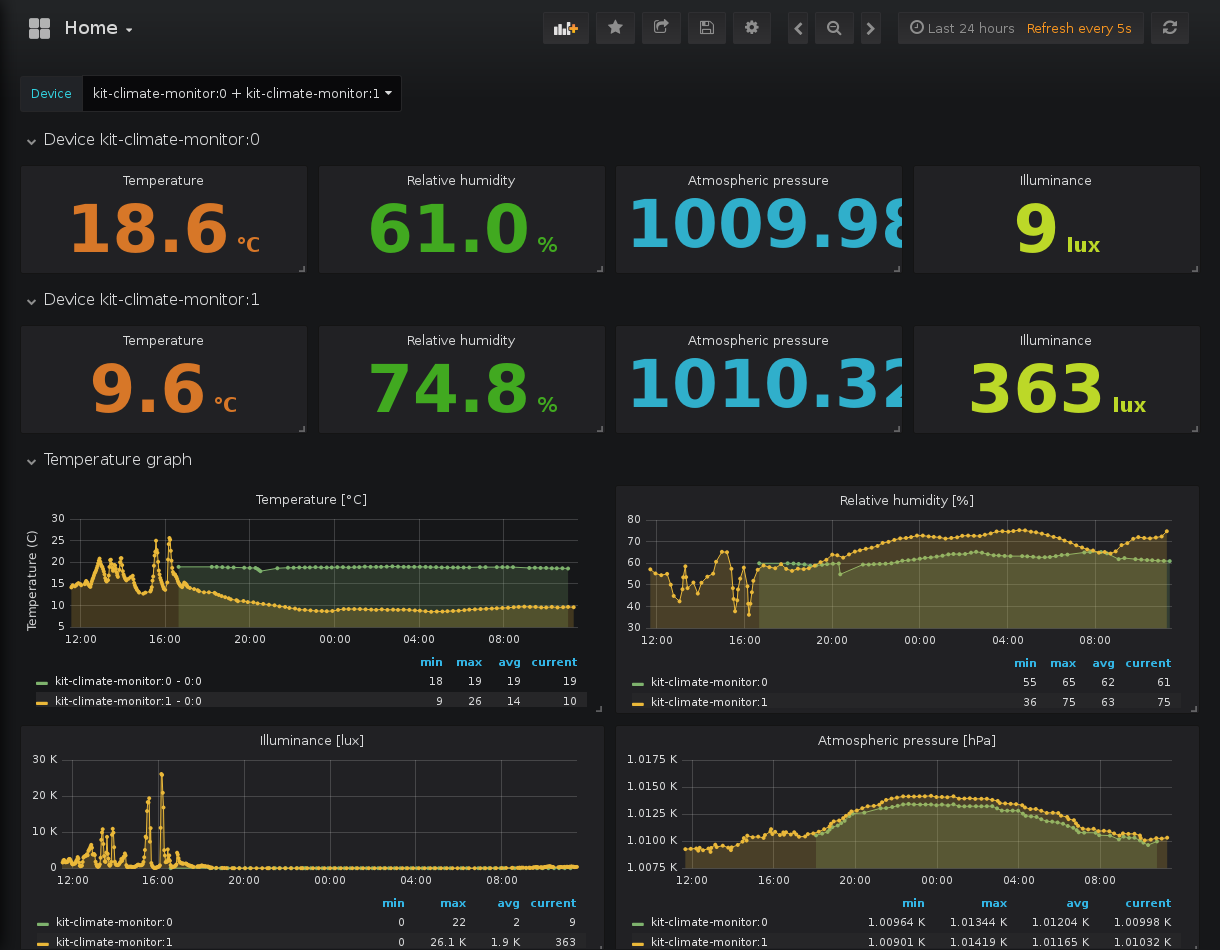 Home
Last 24 hours Refresh every 5s
Device kit-climate-monitor:0 + kit-climate-monitor:1
Device kit-climate-monitor:0
Temperature Relative humidity Atmospheric pressure Illuminance
18.6 °C 61.0 % 1009.98 9 lux
Device kit-climate-monitor:1
Temperature Relative humidity Atmospheric pressure Illuminance
9.6 °C 74.8 % 1010.32 363 lux
Temperature graph
Temperature [°C]
Temperature (C)
30
25
20
15
10
5
12:00 16:00 20:00 00:00 04:00 08:00
min max avg current
kit-climate-monitor:0 - 0:0 18 19 19 19
kit-climate-monitor:1 - 0:0 9 26 14 10
Relative humidity [%]
80
70
60
50
40
30
12:00 16:00 20:00 00:00 04:00 08:00
min max avg current
kit-climate-monitor:0 55 65 62 61
kit-climate-monitor:1 36 75 63 75
Illuminance [lux]
30 K
20 K
10 K
0
12:00 16:00 20:00 00:00 04:00 08:00
min max avg current
kit-climate-monitor:0 0 22 2 9
kit-climate-monitor:1 0 26.1 K 1.9 K 363
Atmospheric pressure [hPa]
1.0175 K
1.0150 K
1.0125 K
1.0100 K
1.0075 K
12:00 16:00 20:00 00:00 04:00 08:00
min max avg current
kit-climate-monitor:0 1.00964 K 1.01344 K 1.01204 K 1.00998 K
kit-climate-monitor:1 1.00901 K 1.01419 K 1.01165 K 1.01032 K